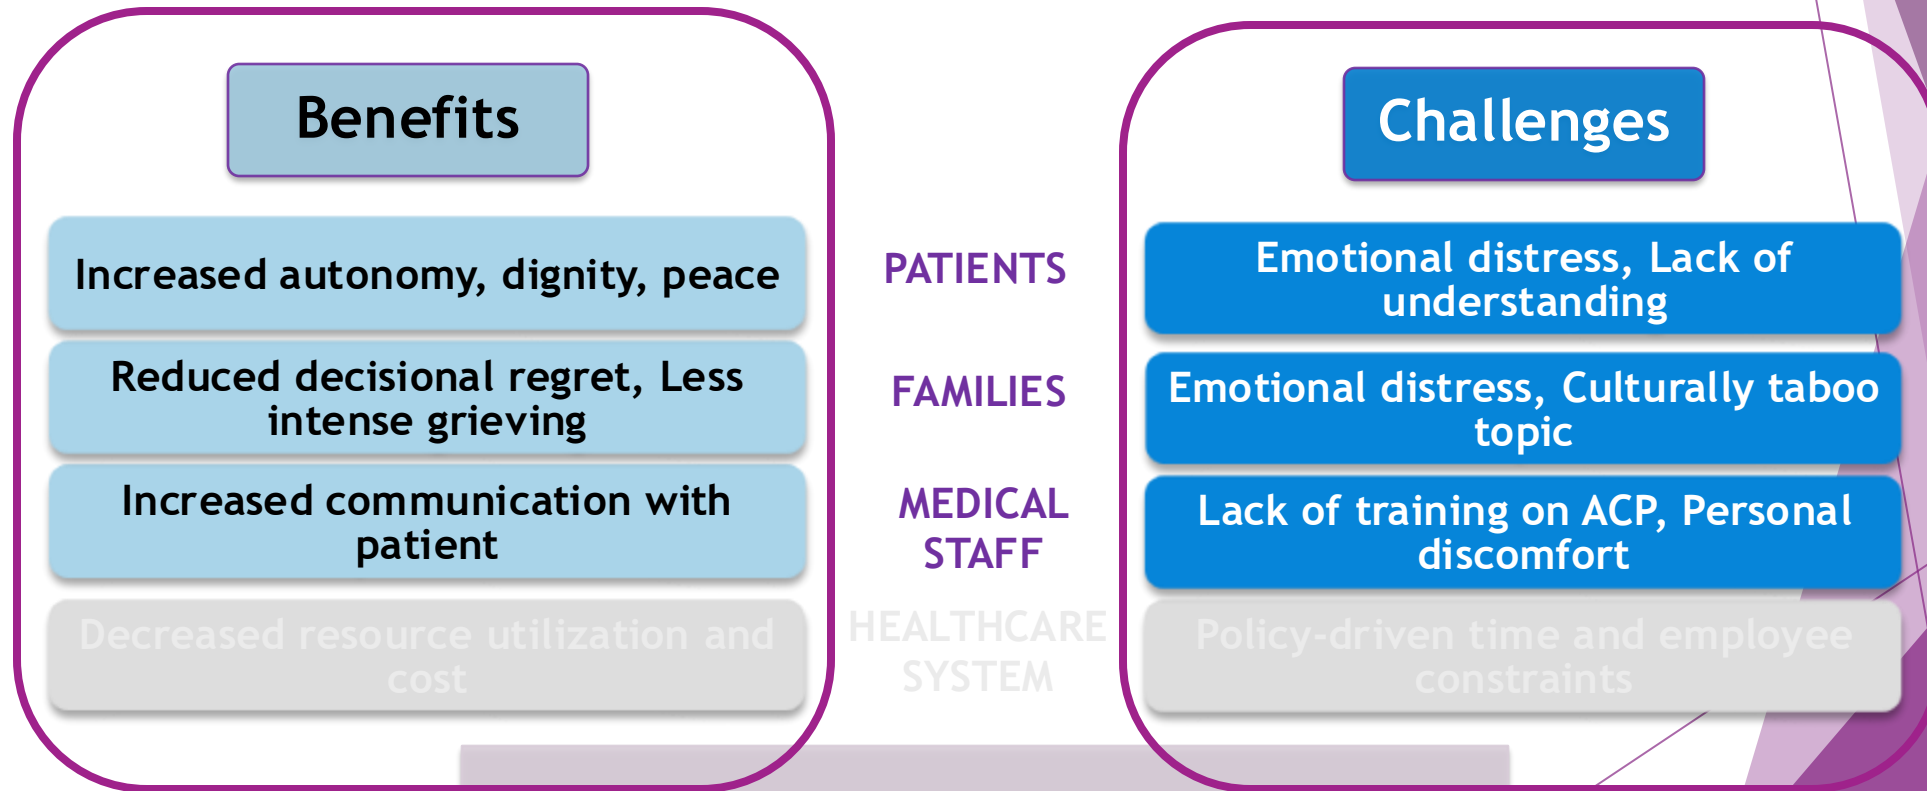 Benefits
Challenges
Increased autonomy, dignity, peace
PATIENTS
Emotional distress, Lack of
understanding
Reduced decisional regret, Less
intense grieving
FAMILIES
Emotional distress, Culturally taboo
topic
Increased communication with
patient
MEDICAL
STAFF
Lack of training on ACP, Personal
discomfort
Decreased resource utilization and
cost
HEALTHCARE
SYSTEM
Policy-driven time and employee
constraints